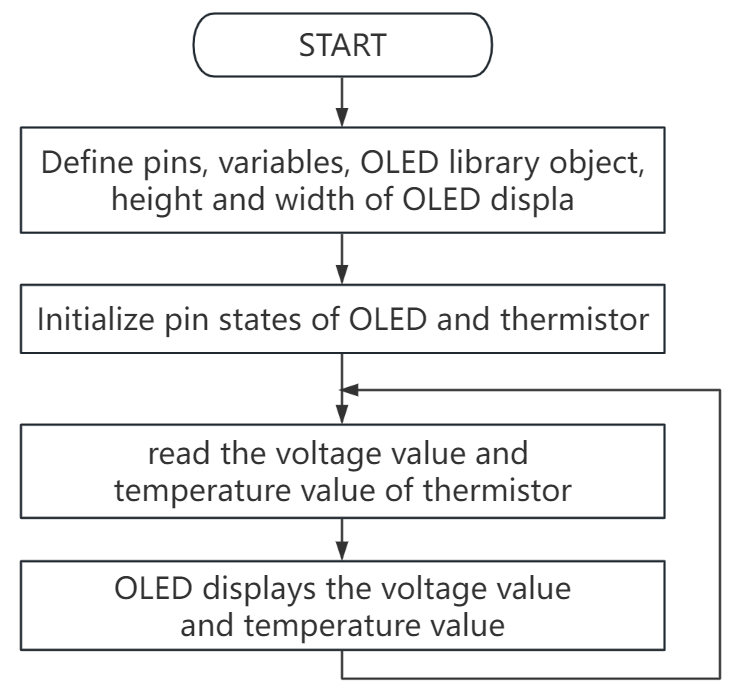 START
Define pins, variables, OLED library object,
height and width of OLED displa
Initialize pin states of OLED and thermistor
read the voltage value and
temperature value of thermistor
OLED displays the voltage value
and temperature value